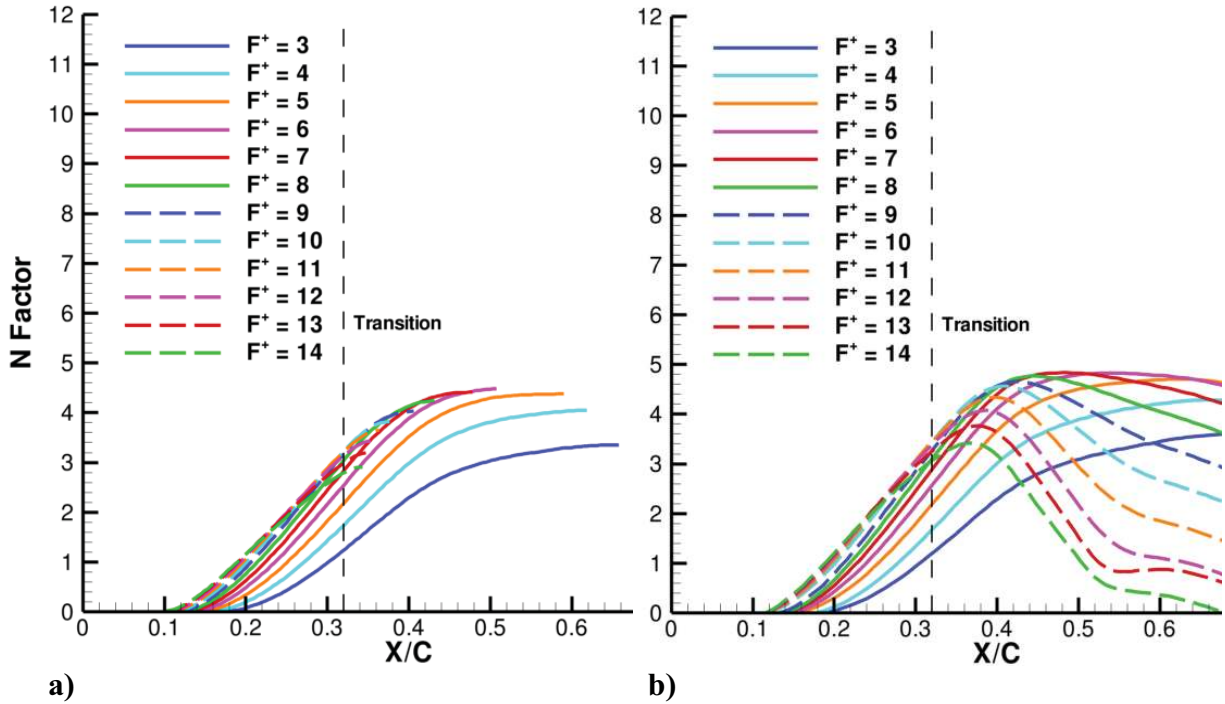 12
11
10
9
8
7
6
5
4
3
2
1
0
N Factor
F+ = 3
F+ = 4
F+ = 5
F+ = 6
F+ = 7
F+ = 8
F+ = 9
F+ = 10
F+ = 11
F+ = 12
F+ = 13
F+ = 14
Transition
0 0.1 0.2 0.3 0.4 0.5 0.6
X/C
a)
12
11
10
9
8
7
6
5
4
3
2
1
0
F+ = 3
F+ = 4
F+ = 5
F+ = 6
F+ = 7
F+ = 8
F+ = 9
F+ = 10
F+ = 11
F+ = 12
F+ = 13
F+ = 14
Transition
0 0.1 0.2 0.3 0.4 0.5 0.6
X/C
b)